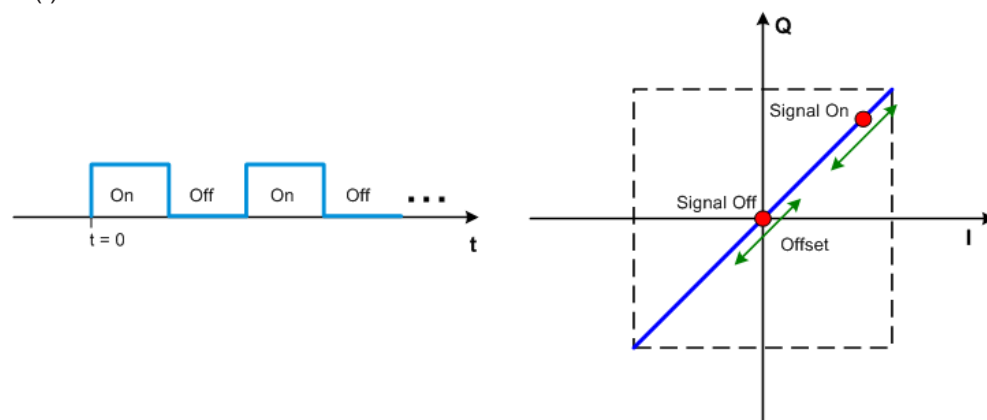 On
Off
On
Off
...
t = 0
t
Q
Signal On
Signal Off
Offset
I